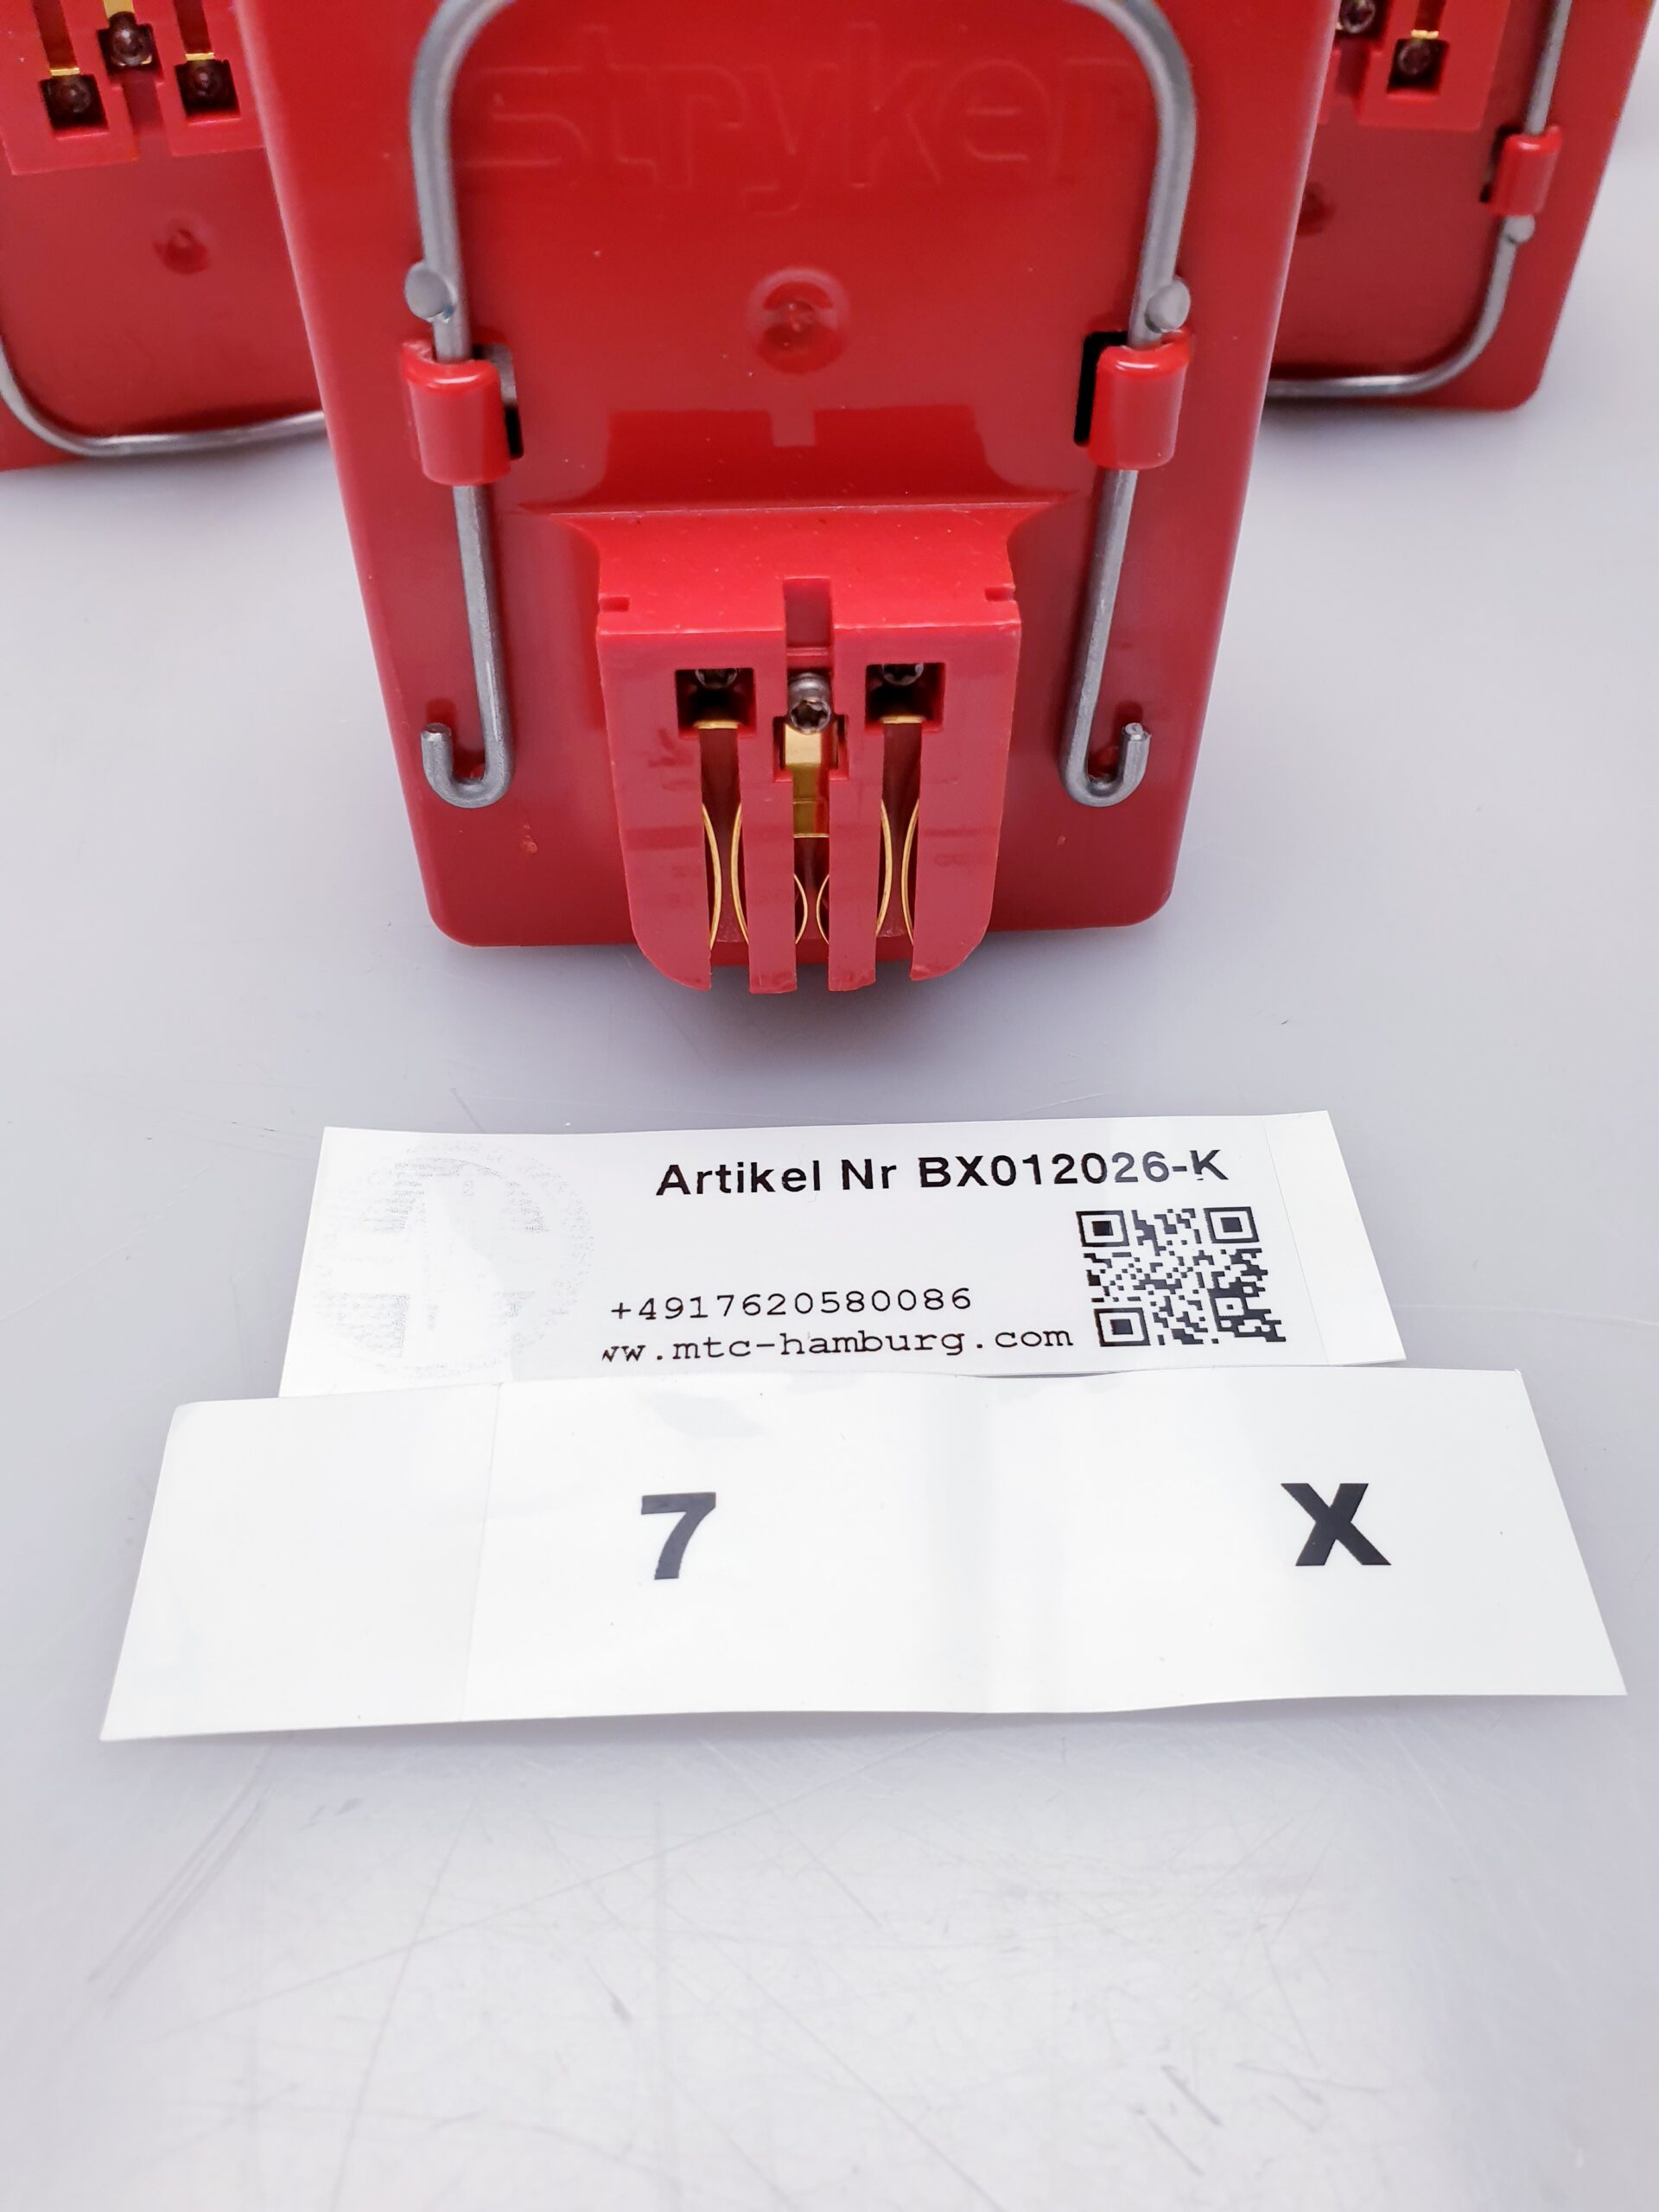 stryker
Artikel Nr BX012026-K
+4917620580086
ww.mtc-hamburg.com
7 X